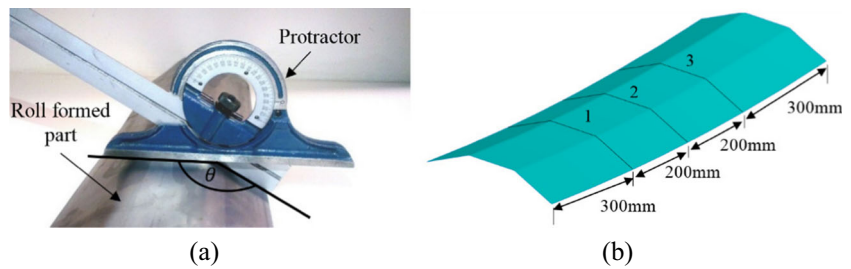 Protractor
Roll formed
part
θ
(a)
1
2
3
300mm
200mm
200mm
300mm
(b)